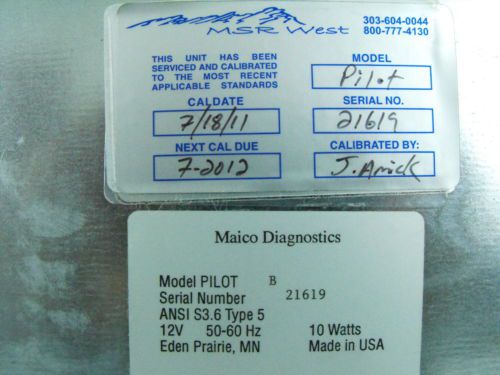 MSR West
303-604-0044
800-777-4130
THIS UNIT HAS BEEN
SERVICED AND CALIBRATED
TO THE MOST RECENT
APPLICABLE STANDARDS
MODEL
Pilot
CALDATE
7/18/11
SERIAL NO.
21619
NEXT CAL DUE
7-2012
CALIBRATED BY:
J. Amick
Maico Diagnostics
Model PILOT B
Serial Number 21619
ANSI S3.6 Type 5
12V 50-60 Hz 10 Watts
Eden Prairie, MN Made in USA